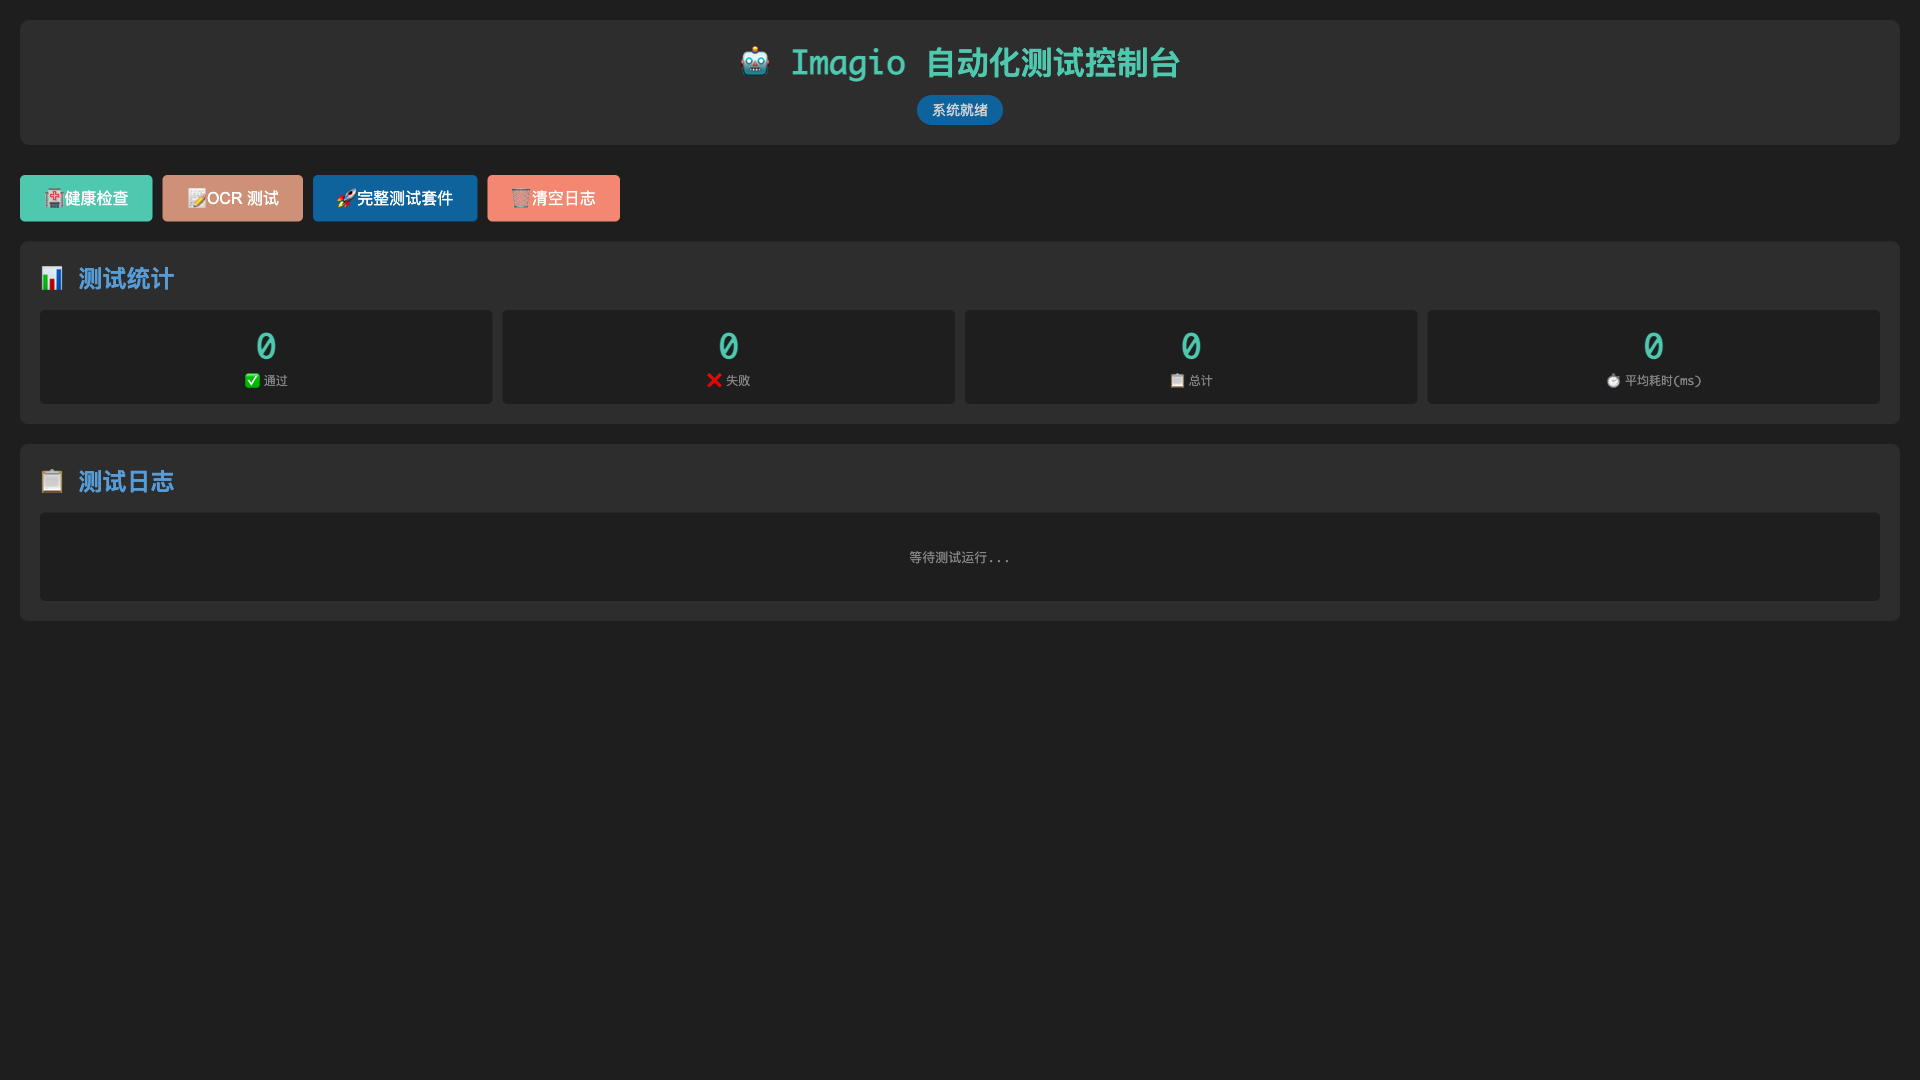 🤖 Imagio 自动化测试控制台
系统就绪
🏥健康检查 📝OCR 测试 🚀完整测试套件 🗑️清空日志
📊 测试统计
0 0 0 0
✅ 通过 ❌ 失败 📋 总计 ⏱️ 平均耗时(ms)
📋 测试日志
等待测试运行...